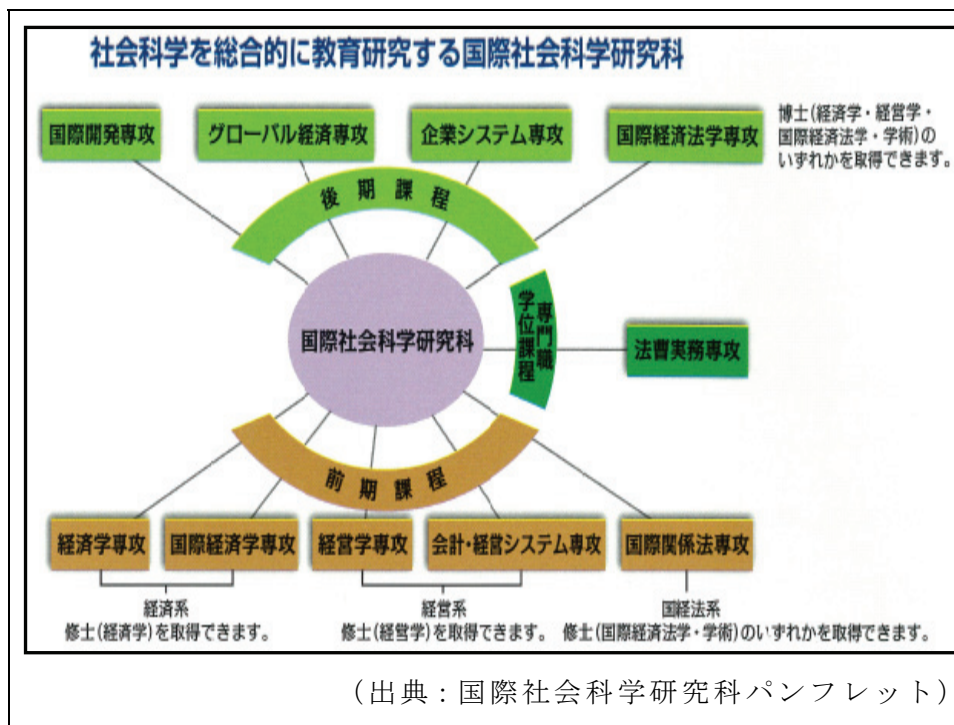 社会科学を総合的に教育研究する国際社会科学研究科
国際開発専攻
グローバル経済専攻
企業システム専攻
国際経済法学専攻
博士(経済学・経営学・
国際経済法学・学術)の
いずれかを取得できます。
後期課程
国際社会科学研究科
専門職
学位課程
法曹実務専攻
前期課程
経済学専攻
国際経済学専攻
経営学専攻
会計・経営システム専攻
国際関係法専攻
経済系
修士(経済学)を取得できます。
経営系
修士(経営学)を取得できます。
国経法系
修士(国際経済法学・学術)のいずれかを取得できます。
(出典:国際社会科学研究科パンフレット)